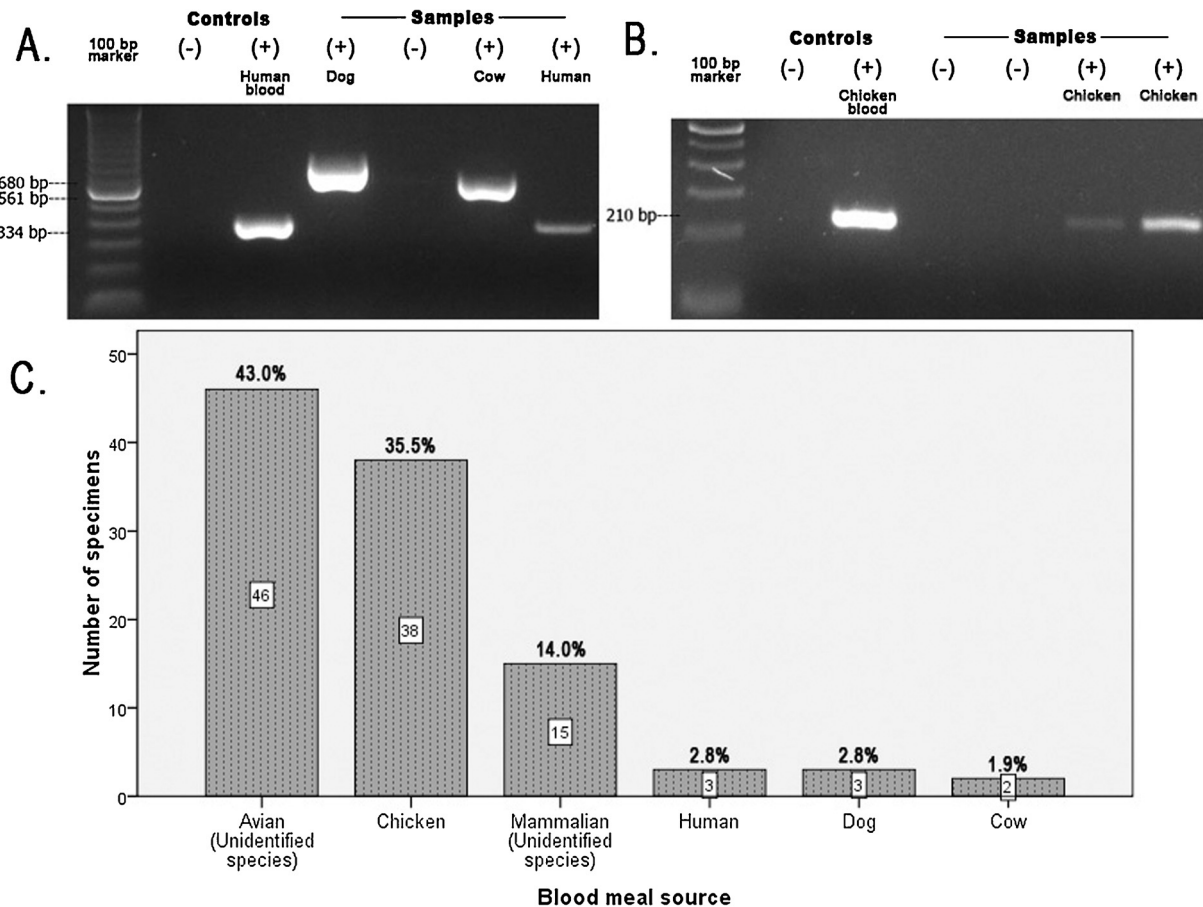 A.
Controls
Samples
100 bp
marker
(-)
(+)
(+)
(-)
(+)
(+)
Human
blood
Dog
Cow
Human
680 bp
561 bp
334 bp
B.
Controls
Samples
100 bp
marker
(-)
(+)
(-)
(-)
(+)
(+)
Chicken
blood
Chicken
Chicken
210 bp
C.
Number of specimens
50
40
30
20
10
0
43.0%
46
35.5%
38
14.0%
15
2.8%
3
2.8%
3
1.9%
2
Avian
(Unidentified
species)
Chicken
Mammalian
(Unidentified
species)
Human
Dog
Cow
Blood meal source